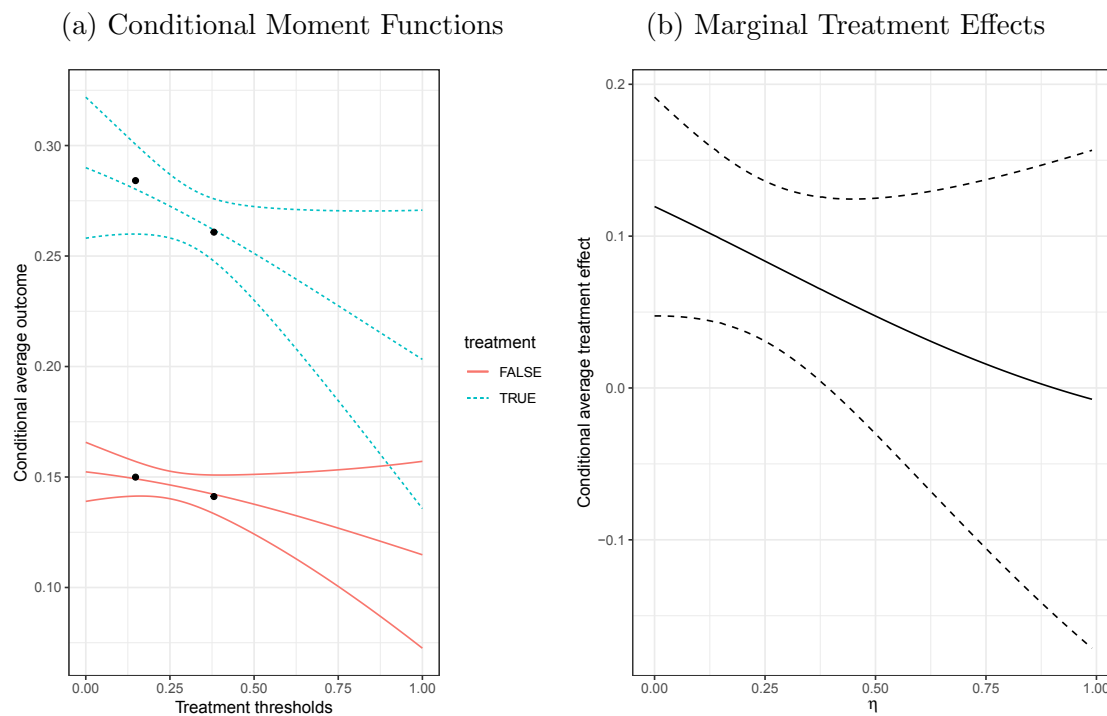 (a) Conditional Moment Functions
0.30
0.25
0.20
0.15
0.10
Conditional average outcome
0.00
0.25
0.50
0.75
1.00
Treatment thresholds
treatment
FALSE
TRUE
(b) Marginal Treatment Effects
0.2
0.1
0.0
−0.1
Conditional average treatment effect
0.00
0.25
0.50
0.75
1.00
η